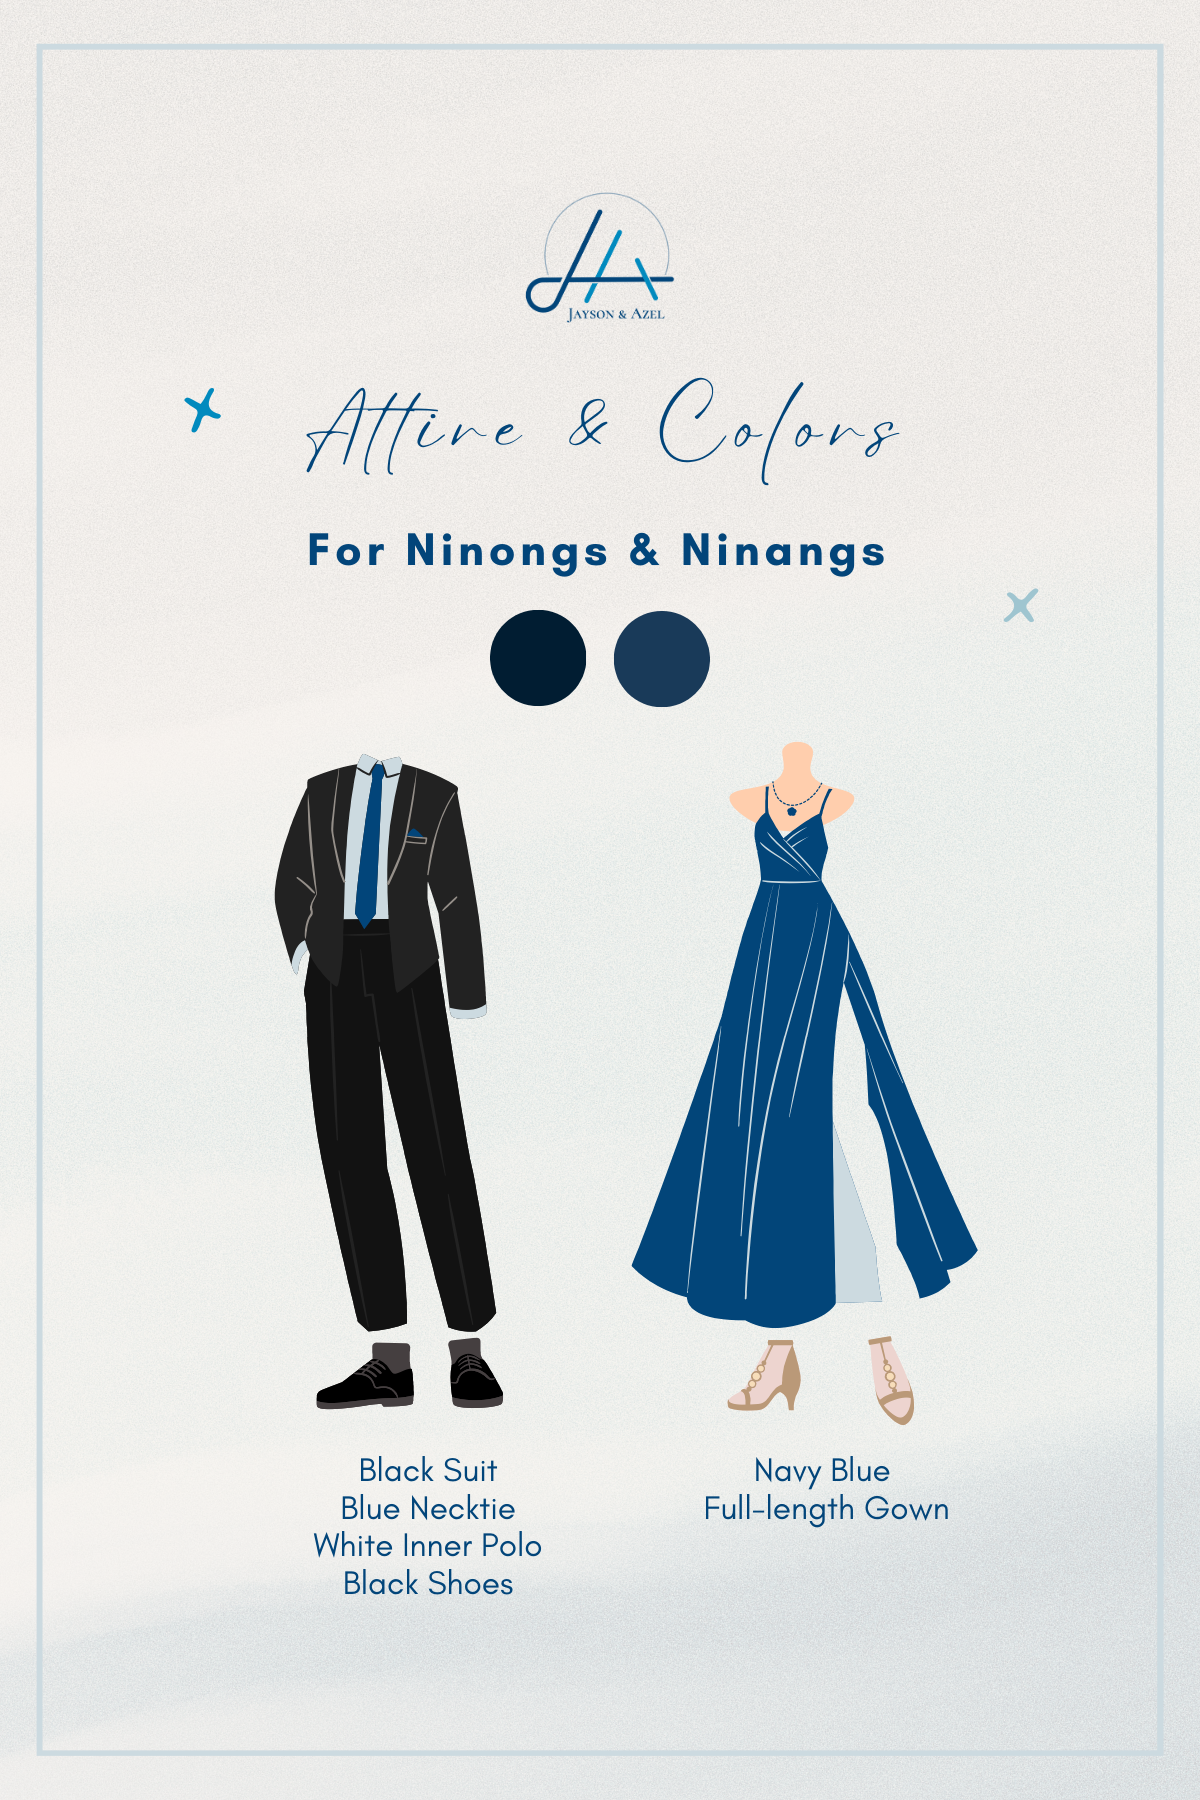 Jayson & Azel
Attire & Colors
For Ninongs & Ninangs
Black Suit
Blue Necktie
White Inner Polo
Black Shoes
Navy Blue
Full-length Gown